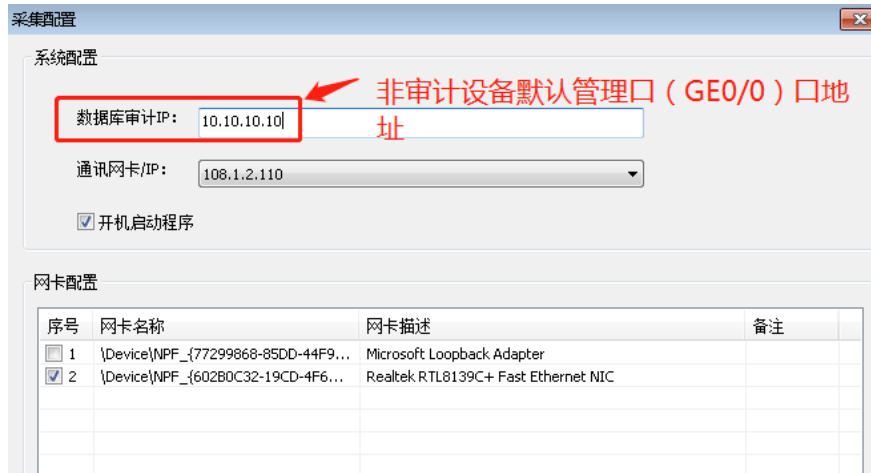 采集配置
系统配置
非审计设备默认管理口（GE0/0）口地
址
数据库审计IP：
10.10.10.10
通讯网卡/IP：
108.1.2.110
开机启动程序
网卡配置
序号 网卡名称 网卡描述 备注
1 \Device\NPF_{77299868-85DD-44F9... Microsoft Loopback Adapter
2 \Device\NPF_{602B0C32-19CD-4F6... Realtek RTL8139C+ Fast Ethernet NIC